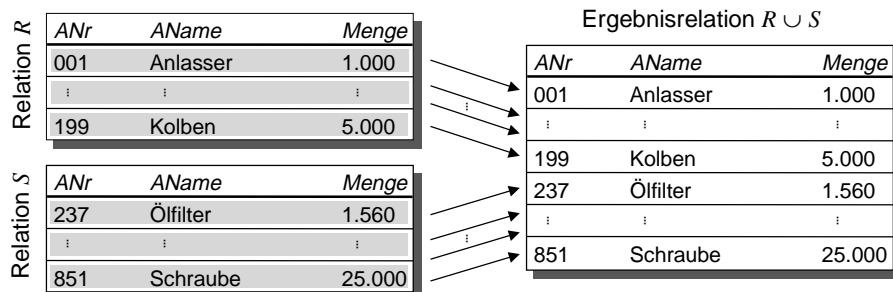 Relation R
ANr AName Menge
001 Anlasser 1.000
⋮ ⋮ ⋮
199 Kolben 5.000
Relation S
ANr AName Menge
237 Ölfilter 1.560
⋮ ⋮ ⋮
851 Schraube 25.000
⋮
⋮
Ergebnisrelation R ∪ S
ANr AName Menge
001 Anlasser 1.000
⋮ ⋮ ⋮
199 Kolben 5.000
237 Ölfilter 1.560
⋮ ⋮ ⋮
851 Schraube 25.000